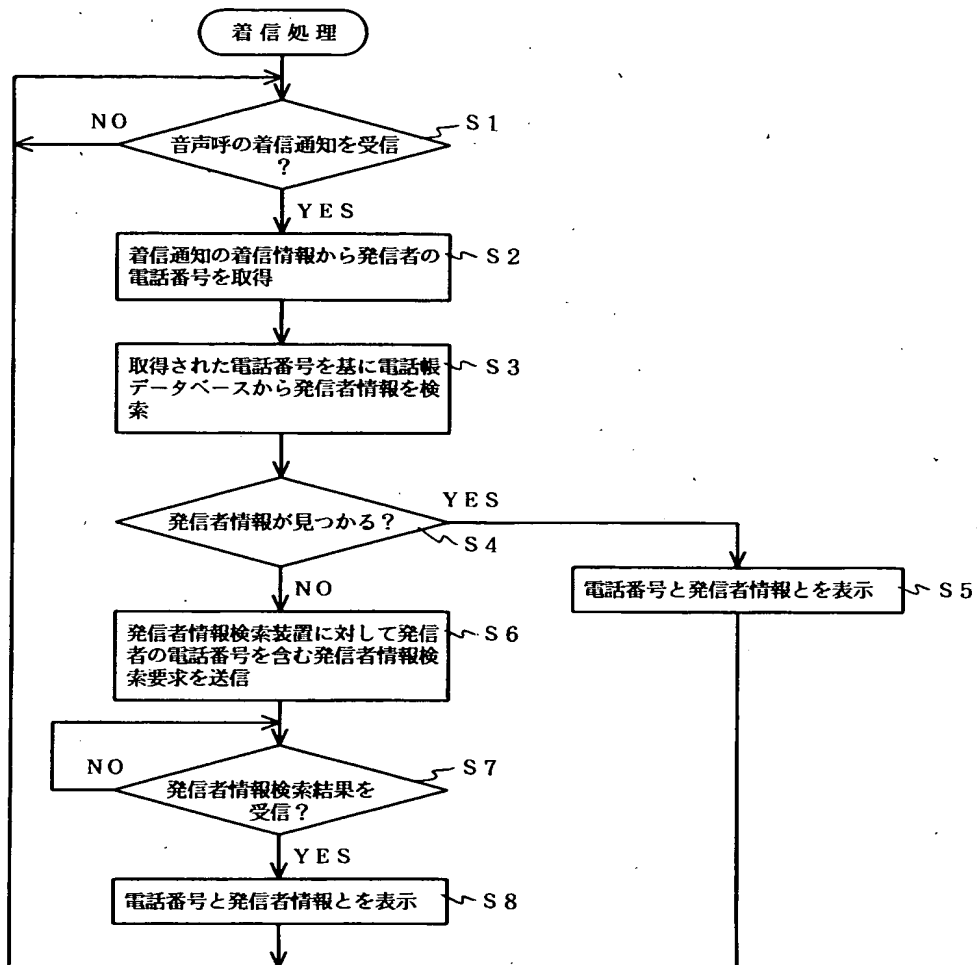 着信処理
NO
S1
音声呼の着信通知を受信
?
YES
着信通知の着信情報から発信者の
電話番号を取得
S2
取得された電話番号を基に電話帳
データベースから発信者情報を検
索
S3
YES
発信者情報が見つかる?
S4
NO
電話番号と発信者情報とを表示
S5
発信者情報検索装置に対して発信
者の電話番号を含む発信者情報検
索要求を送信
S6
NO
S7
発信者情報検索結果を
受信?
YES
電話番号と発信者情報とを表示
S8